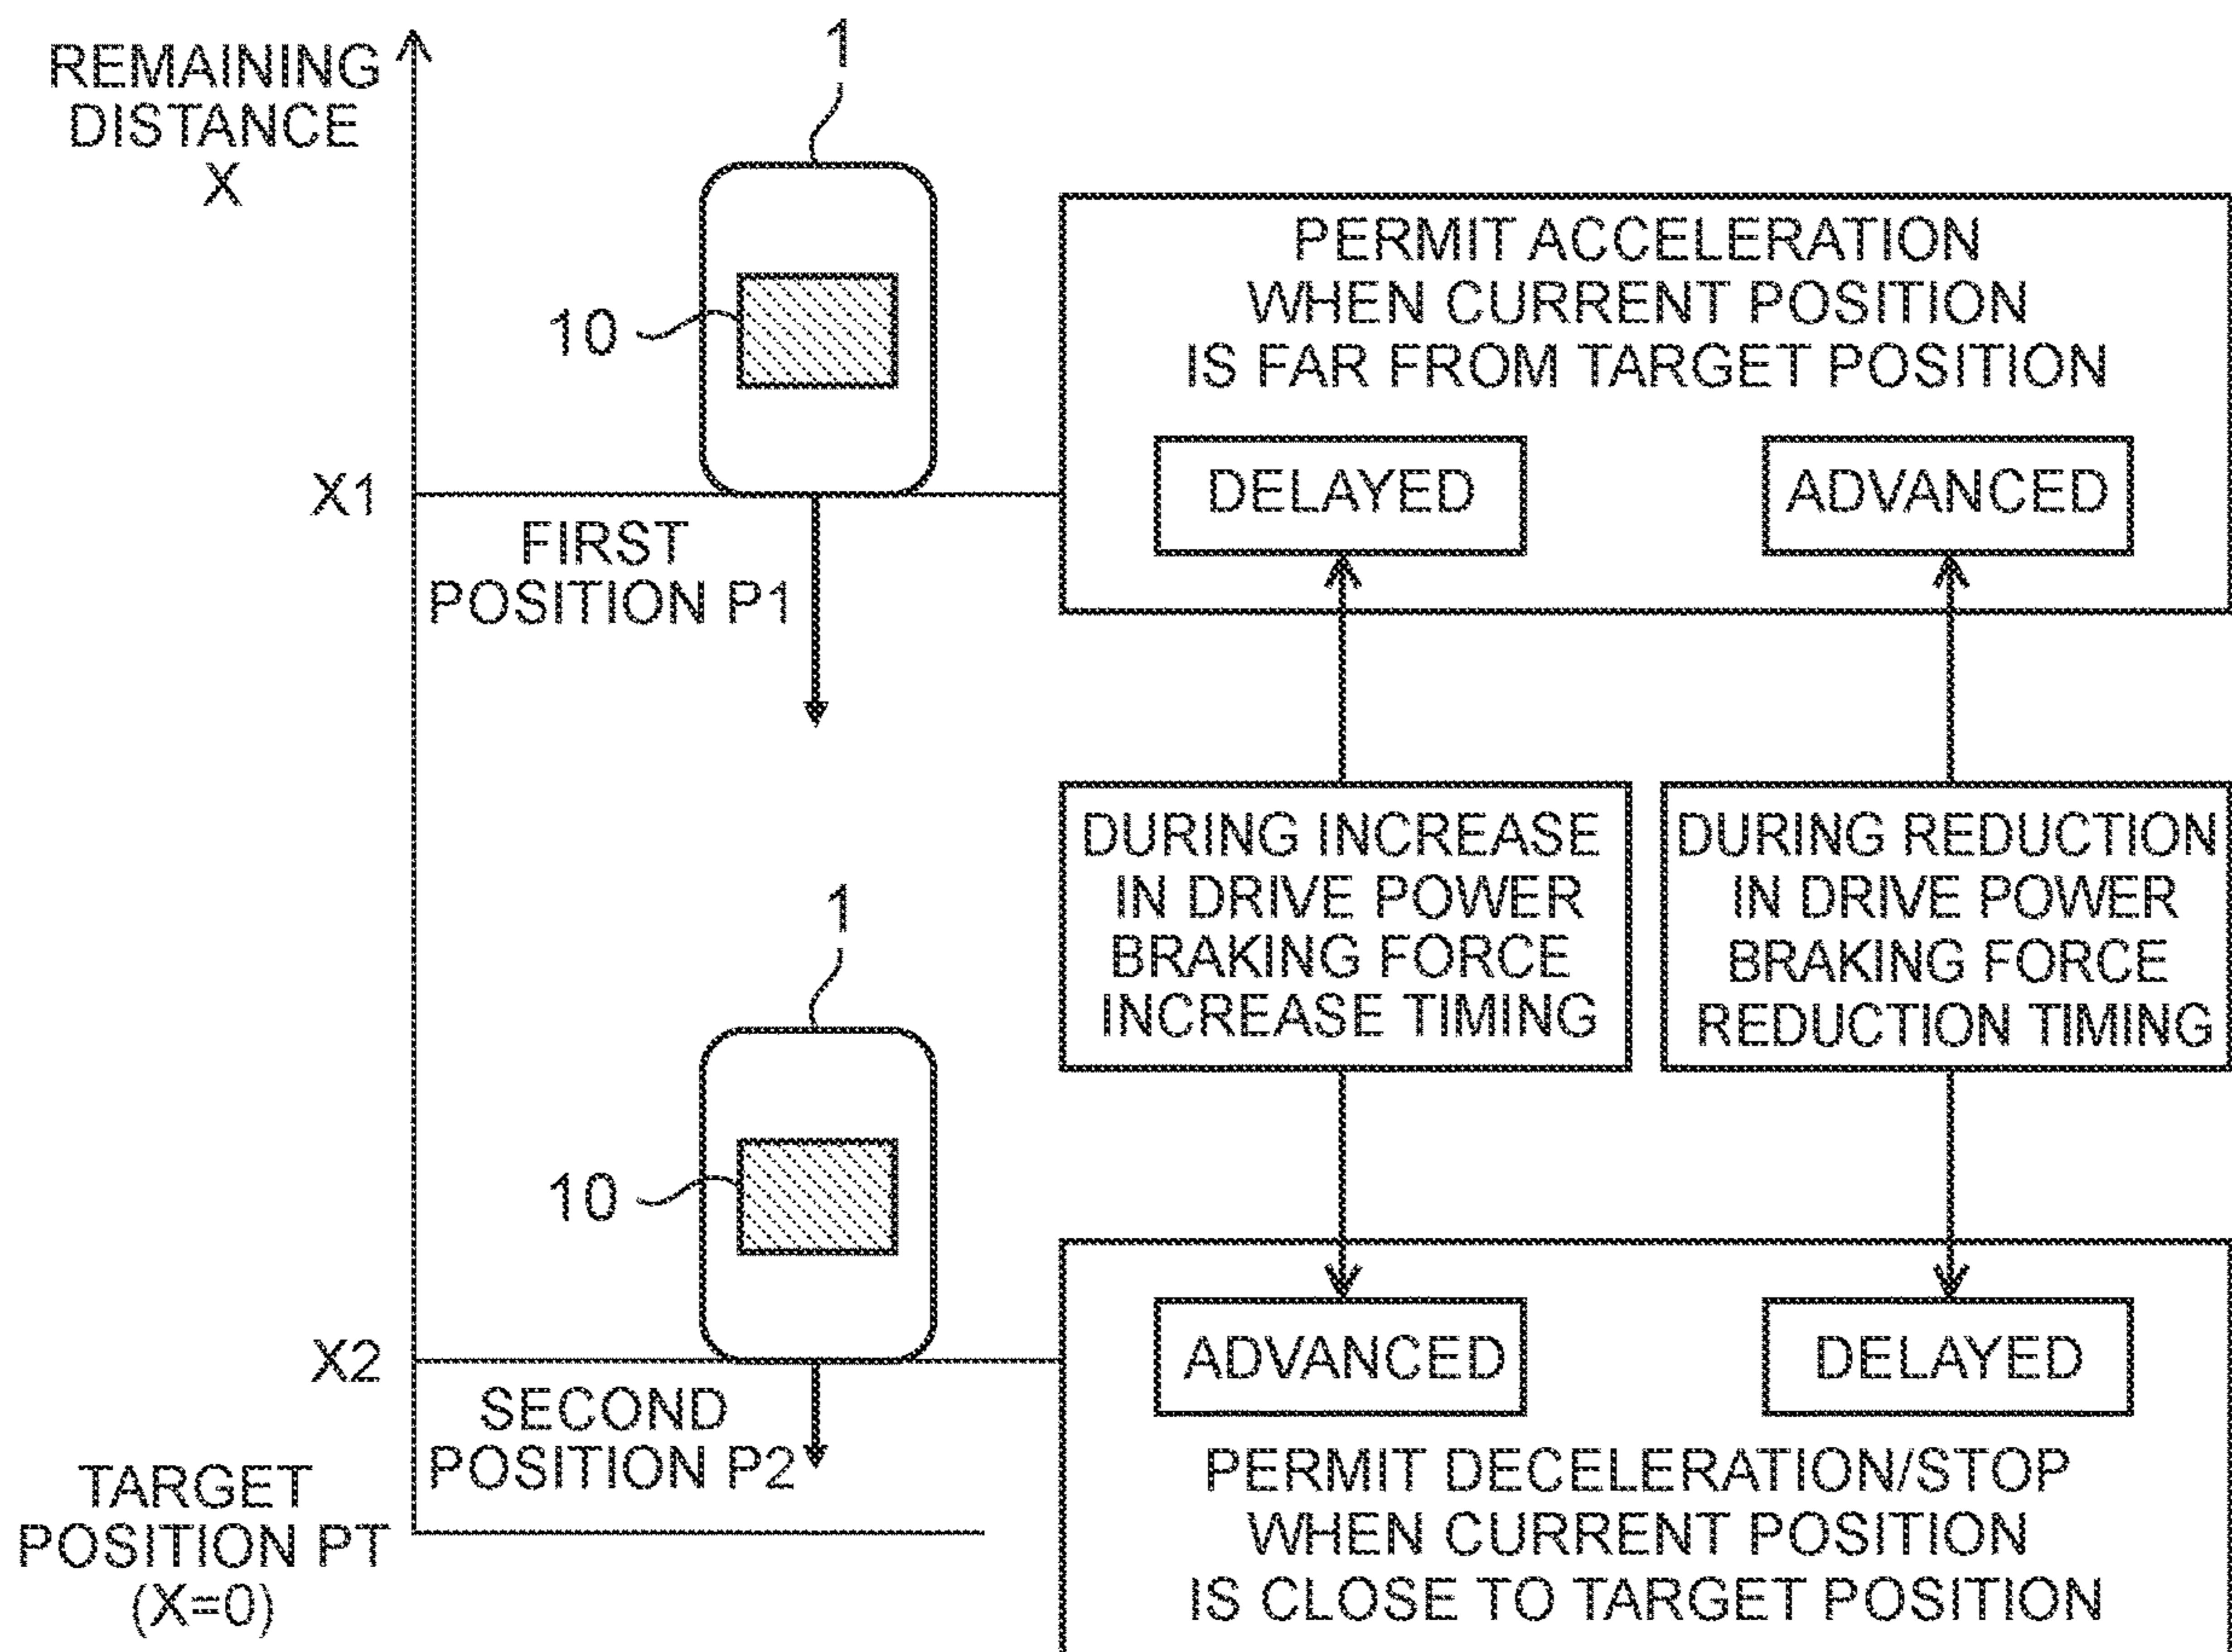 REMAINING
DISTANCE
X
1
10
X1
FIRST
POSITION P1
PERMIT ACCELERATION
WHEN CURRENT POSITION
IS FAR FROM TARGET POSITION
DELAYED
ADVANCED
DURING INCREASE
IN DRIVE POWER
BRAKING FORCE
INCREASE TIMING
DURING REDUCTION
IN DRIVE POWER
BRAKING FORCE
REDUCTION TIMING
1
10
X2
SECOND
POSITION P2
TARGET
POSITION PT
(X=0)
ADVANCED
DELAYED
PERMIT DECELERATION/STOP
WHEN CURRENT POSITION
IS CLOSE TO TARGET POSITION